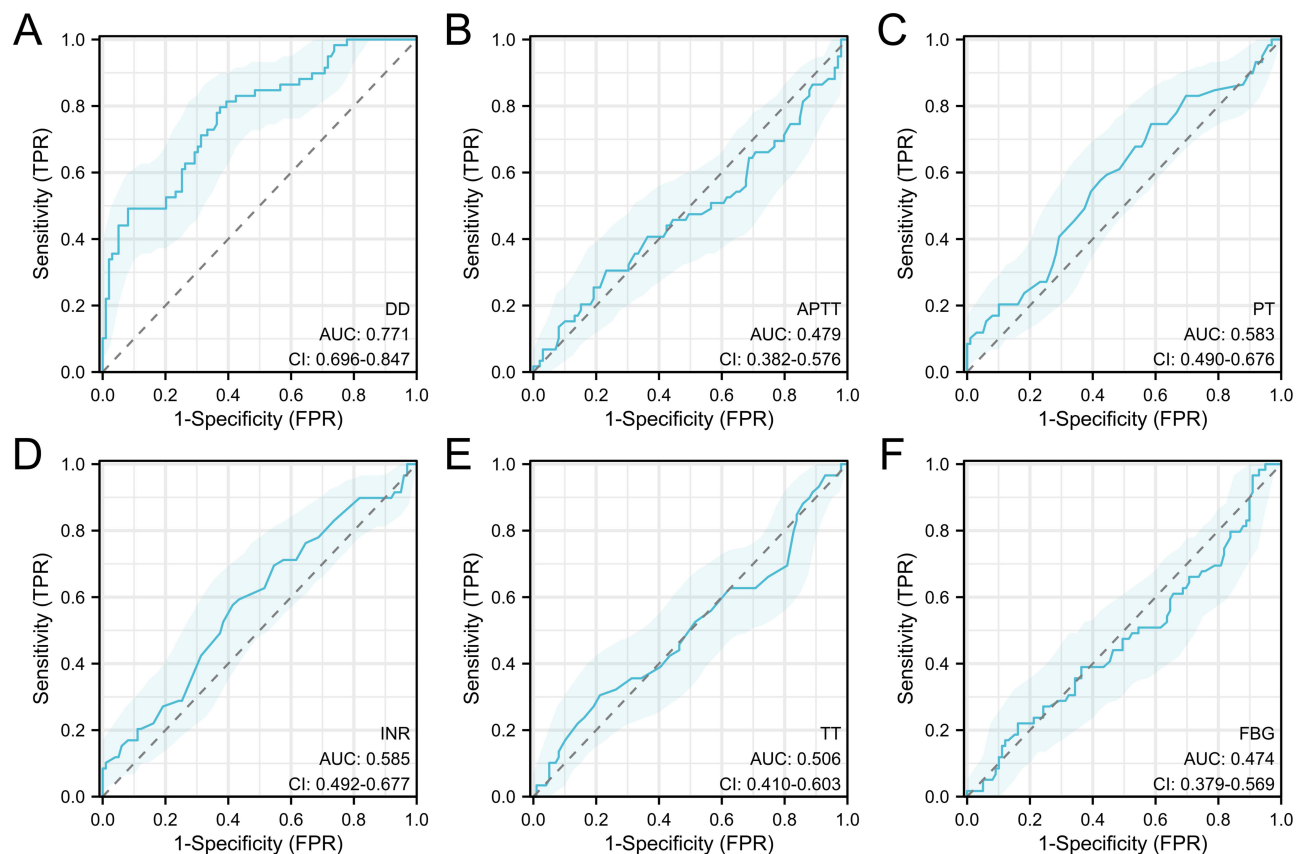 A
B
C
Sensitivity (TPR)
1.0
0.8
0.6
0.4
0.2
0.0
DD
AUC: 0.771
CI: 0.696-0.847
0.0 0.2 0.4 0.6 0.8 1.0
1-Specificity (FPR)
Sensitivity (TPR)
1.0
0.8
0.6
0.4
0.2
0.0
APTT
AUC: 0.479
CI: 0.382-0.576
0.0 0.2 0.4 0.6 0.8 1.0
1-Specificity (FPR)
Sensitivity (TPR)
1.0
0.8
0.6
0.4
0.2
0.0
PT
AUC: 0.583
CI: 0.490-0.676
0.0 0.2 0.4 0.6 0.8 1.0
1-Specificity (FPR)
D
E
F
Sensitivity (TPR)
1.0
0.8
0.6
0.4
0.2
0.0
INR
AUC: 0.585
CI: 0.492-0.677
0.0 0.2 0.4 0.6 0.8 1.0
1-Specificity (FPR)
Sensitivity (TPR)
1.0
0.8
0.6
0.4
0.2
0.0
TT
AUC: 0.506
CI: 0.410-0.603
0.0 0.2 0.4 0.6 0.8 1.0
1-Specificity (FPR)
Sensitivity (TPR)
1.0
0.8
0.6
0.4
0.2
0.0
FBG
AUC: 0.474
CI: 0.379-0.569
0.0 0.2 0.4 0.6 0.8 1.0
1-Specificity (FPR)